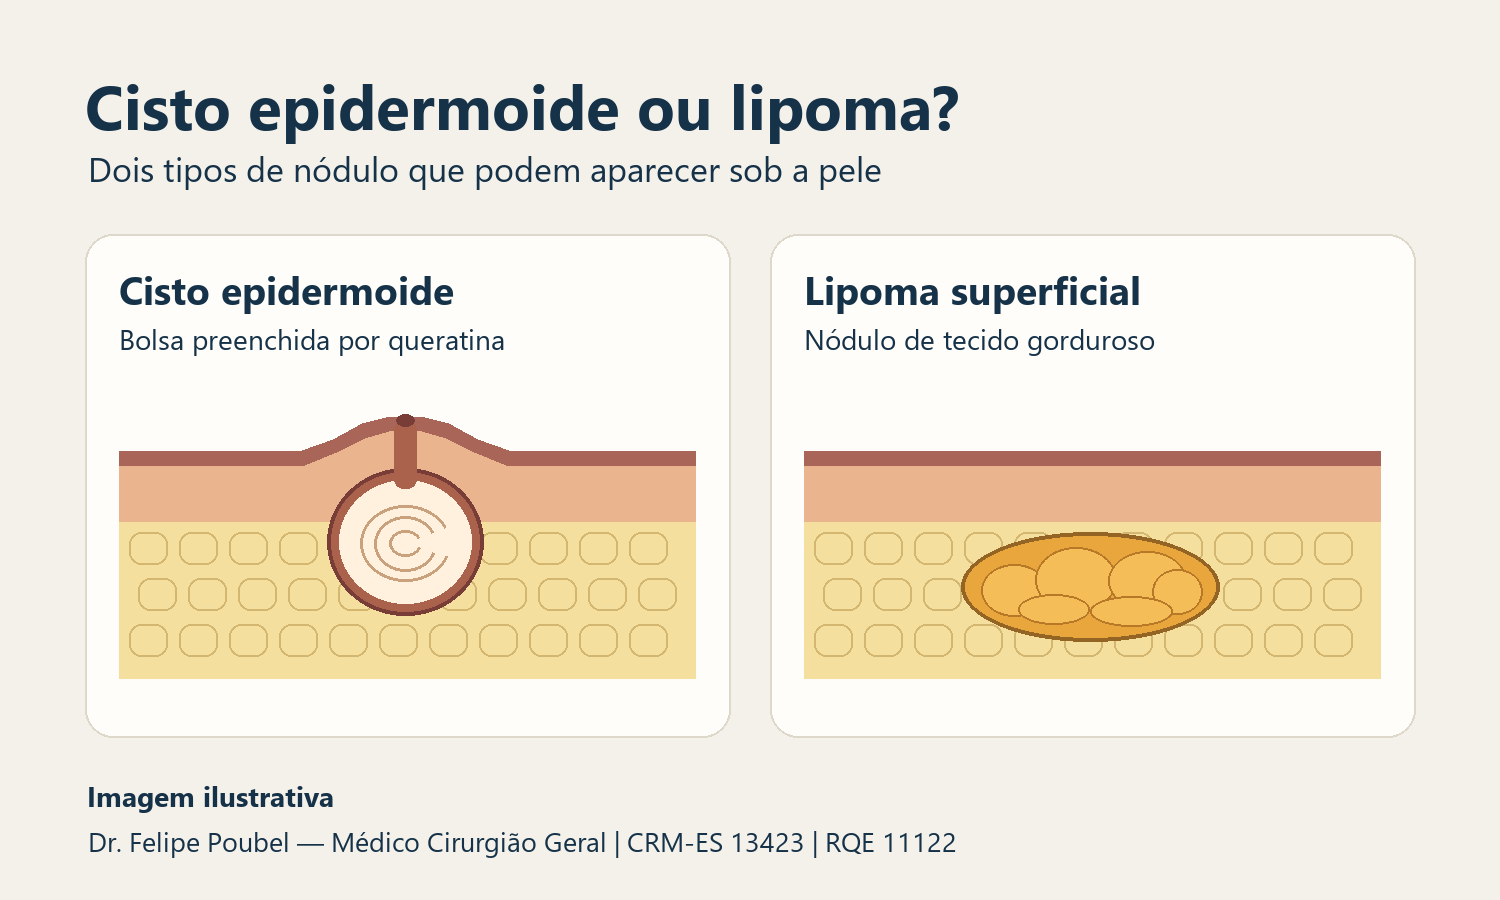 Cisto epidermoide ou lipoma?
Dois tipos de nódulo que podem aparecer sob a pele
Cisto epidermoide
Bolsa preenchida por queratina
Lipoma superficial
Nódulo de tecido gorduroso
Imagem ilustrativa
Dr. Felipe Poubel — Médico Cirurgião Geral | CRM-ES 13423 | RQE 11122